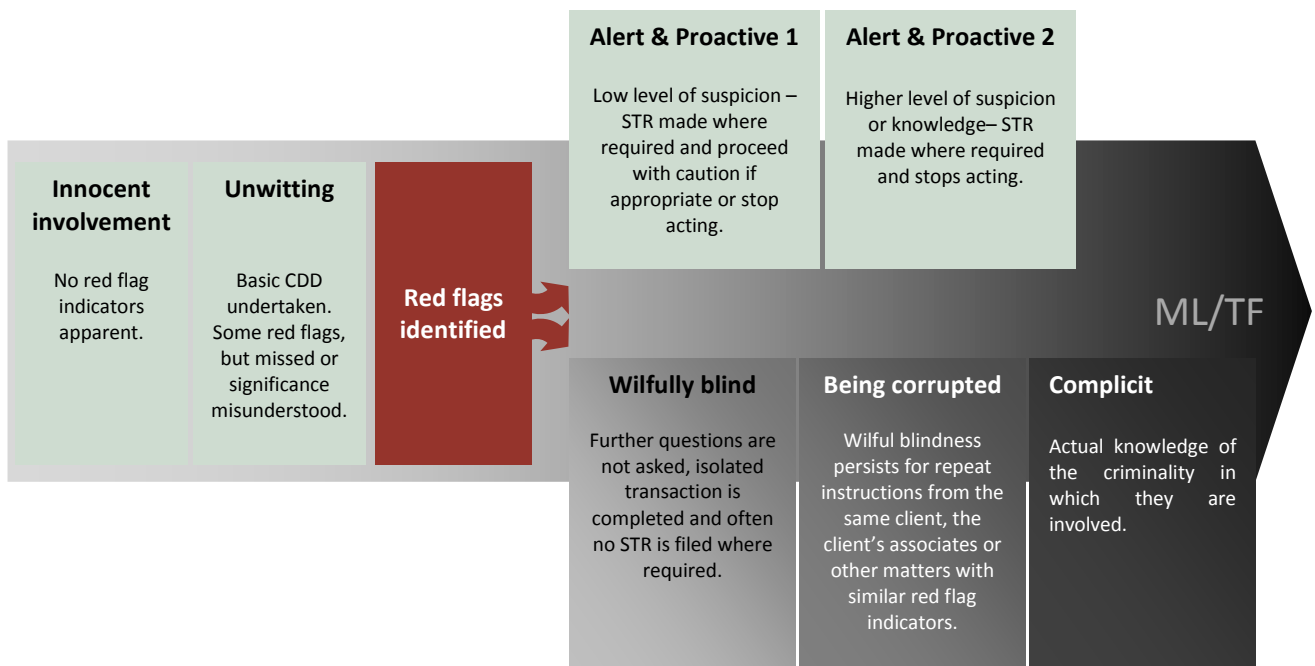 Alert & Proactive 1
Low level of suspicion –
STR made where
required and proceed
with caution if
appropriate or stop
acting.
Alert & Proactive 2
Higher level of suspicion
or knowledge– STR
made where required
and stops acting.
Innocent
involvement
No red flag
indicators
apparent.
Unwitting
Basic CDD
undertaken.
Some red flags,
but missed or
significance
misunderstood.
Red flags
identified
ML/TF
Wilfully blind
Further questions are
not asked, isolated
transaction is
completed and often
no STR is filed where
required.
Being corrupted
Wilful blindness
persists for repeat
instructions from the
same client, the
client’s associates or
other matters with
similar red flag
indicators.
Complicit
Actual knowledge of
the criminality in
which they are
involved.